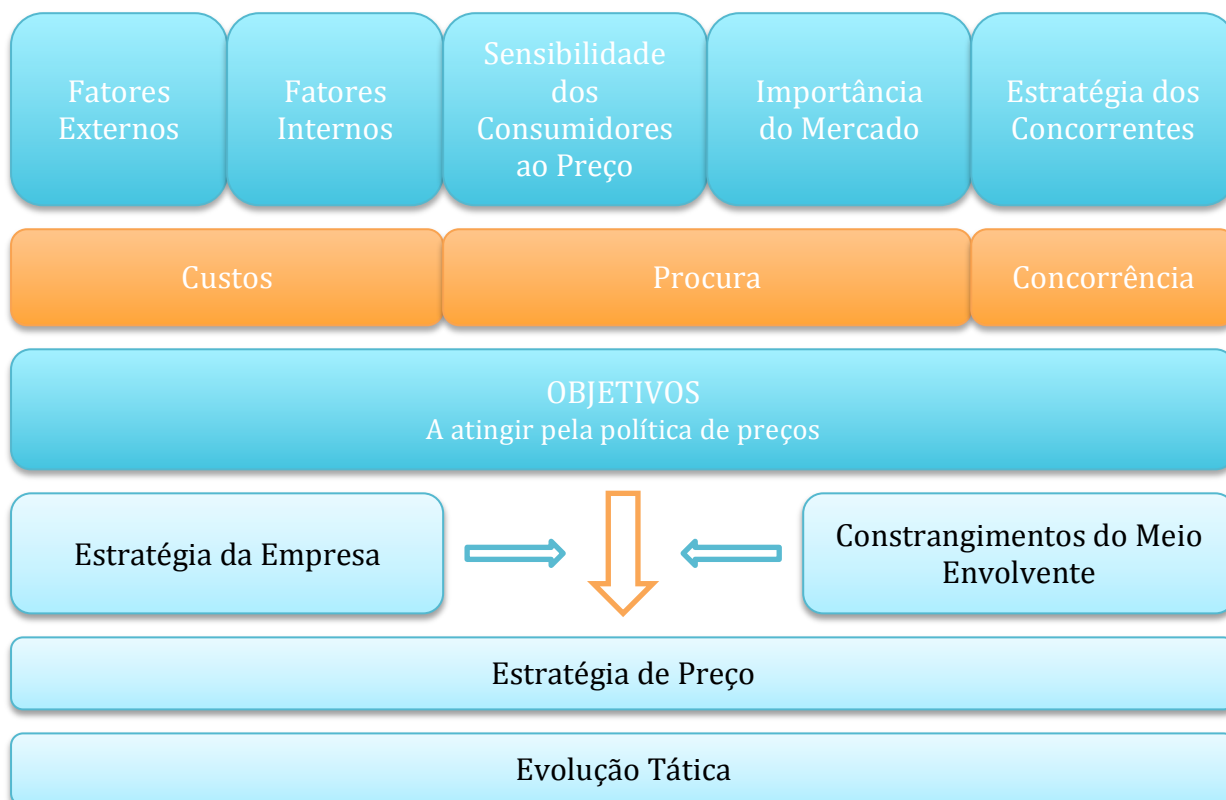 Fatores
Externos
Fatores
Internos
Sensibilidade
dos
Consumidores
ao Preço
Importância
do Mercado
Estratégia dos
Concorrentes
Custos
Procura
Concorrência
OBJETIVOS
A atingir pela política de preços
Estratégia da Empresa
Constrangimentos do Meio
Envolvente
Estratégia de Preço
Evolução Tática